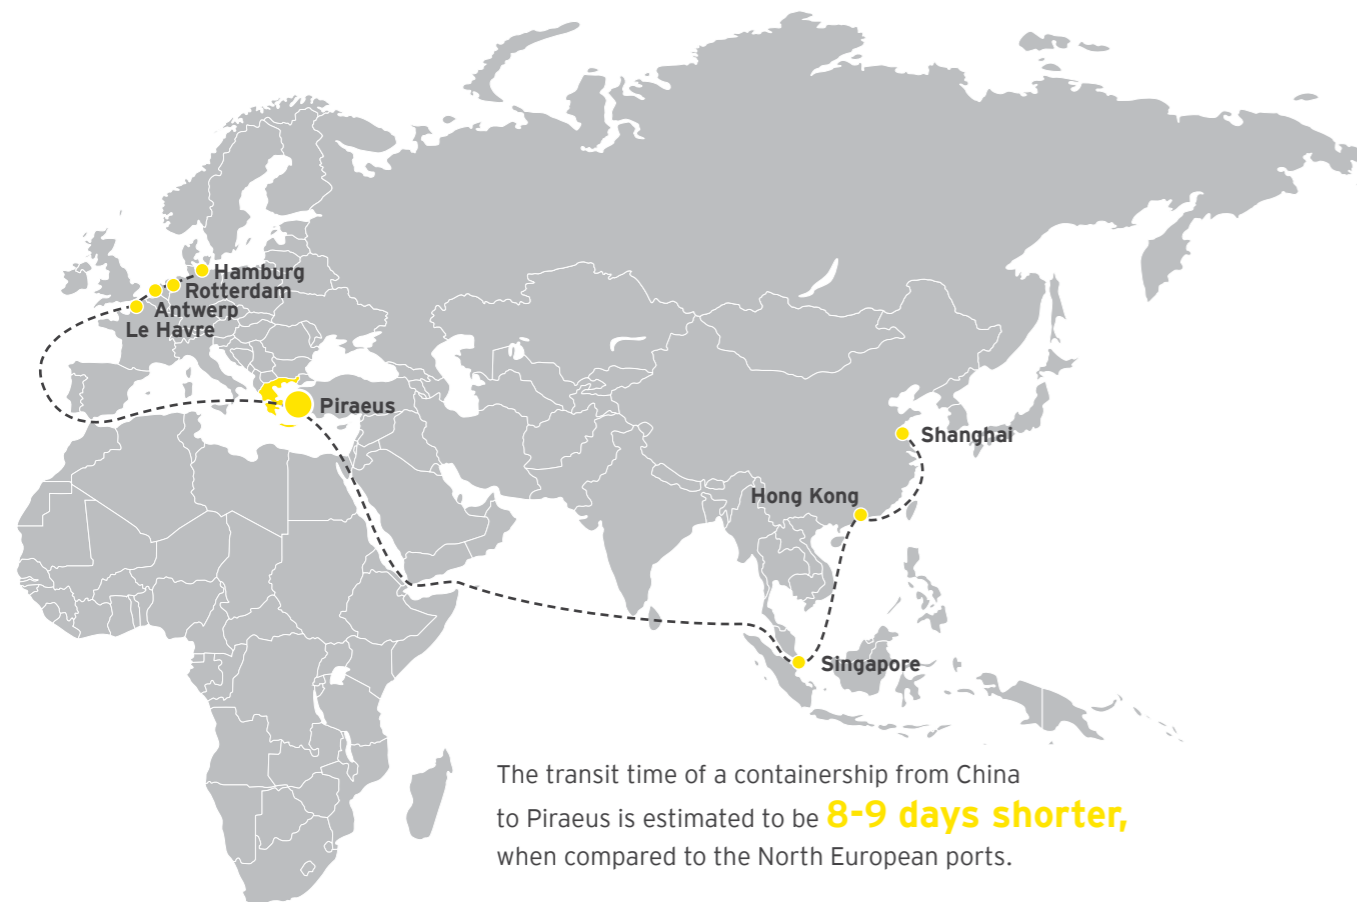 Hamburg
Rotterdam
Antwerp
Le Havre
Piraeus
Shanghai
Hong Kong
Singapore
The transit time of a containership from China
to Piraeus is estimated to be 8-9 days shorter,
when compared to the North European ports.